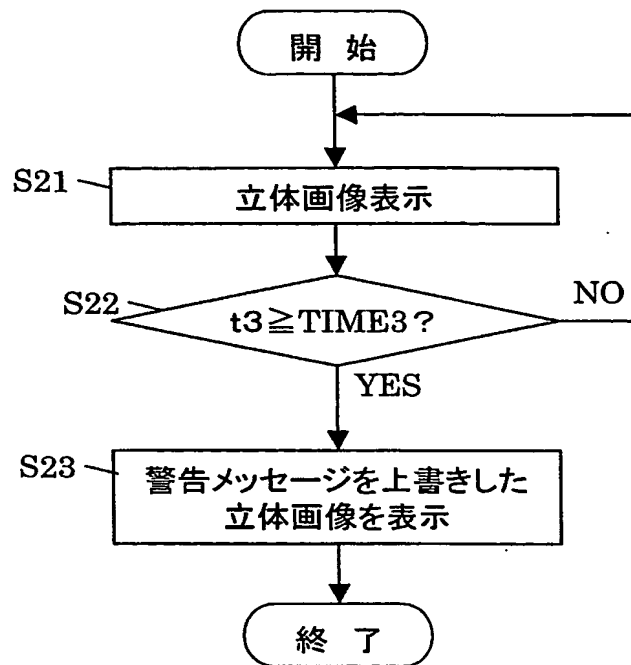 開始
S21
立体画像表示
S22
t3≧TIME3?
NO
YES
S23
警告メッセージを上書きした
立体画像を表示
終了